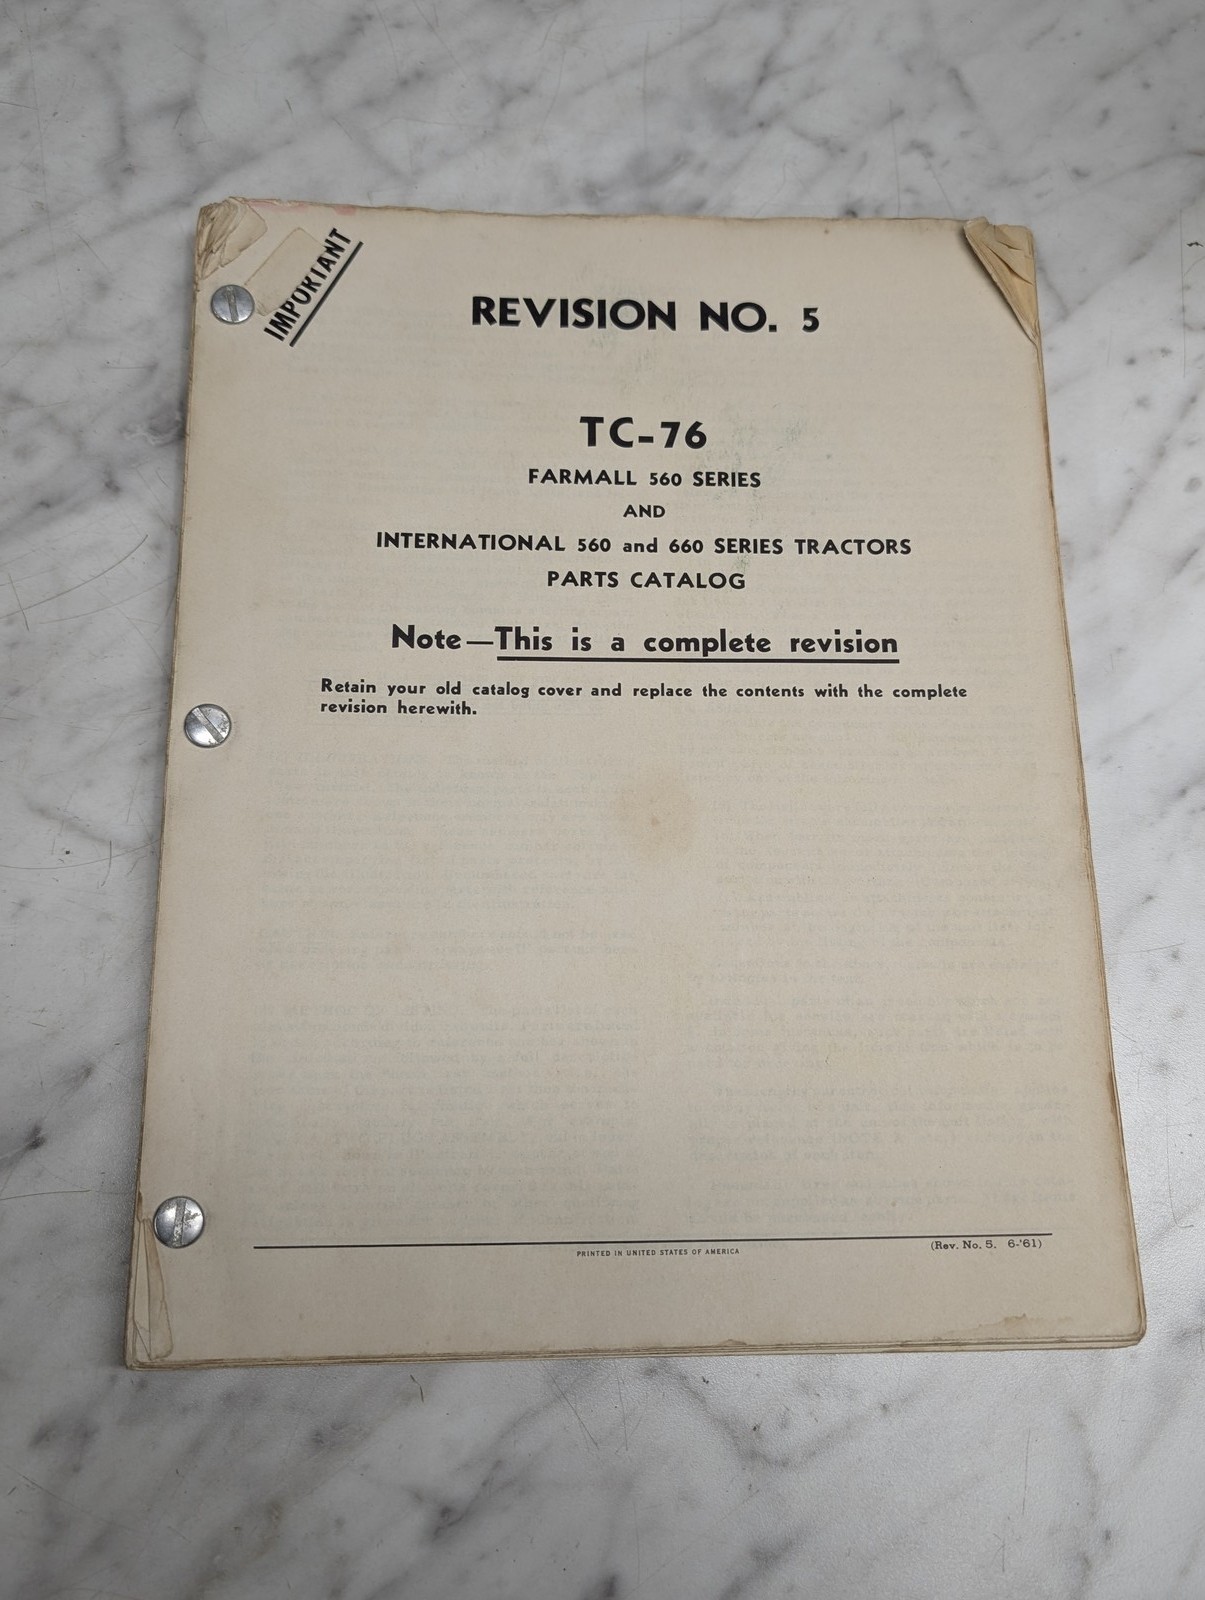 IMPORTANT
REVISION NO. 5
TC-76
FARMALL 560 SERIES
AND
INTERNATIONAL 560 and 660 SERIES TRACTORS
PARTS CATALOG
Note—This is a complete revision
Retain your old catalog cover and replace the contents with the complete
revision herewith.
PRINTED IN UNITED STATES OF AMERICA
(Rev. No. 5. 6-'61)